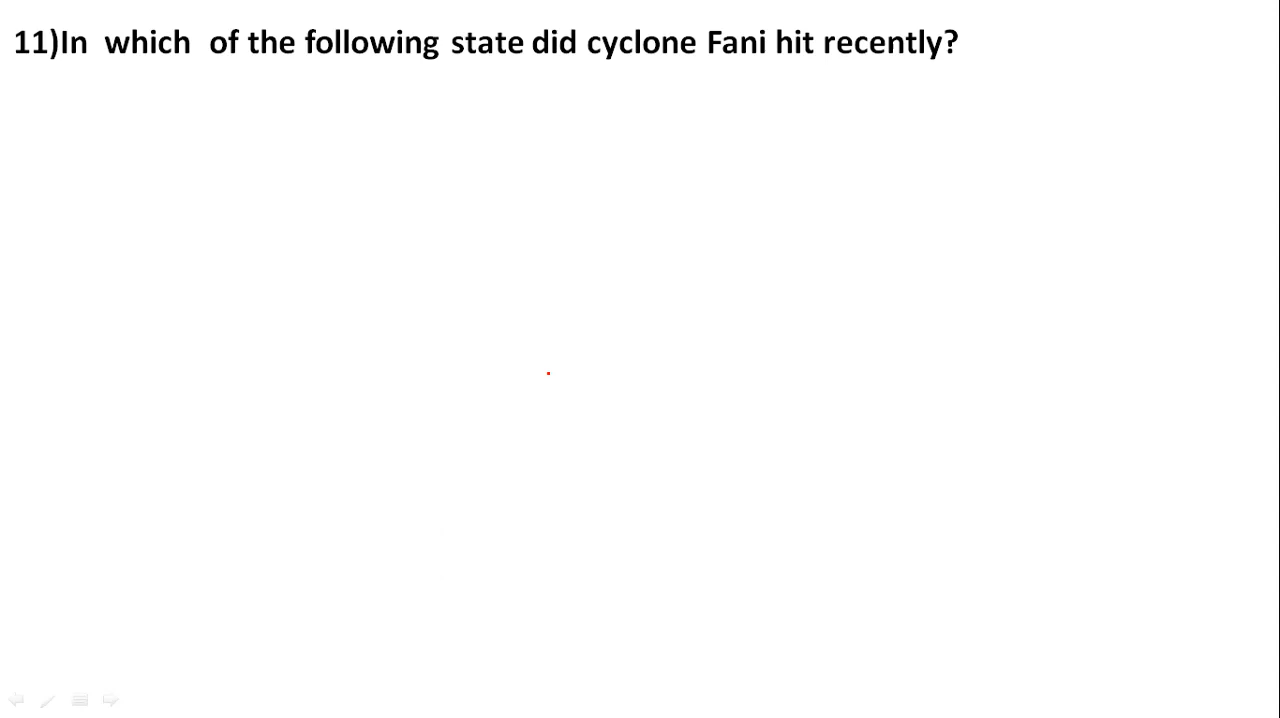 11)In which of the following state did cyclone Fani hit recently?